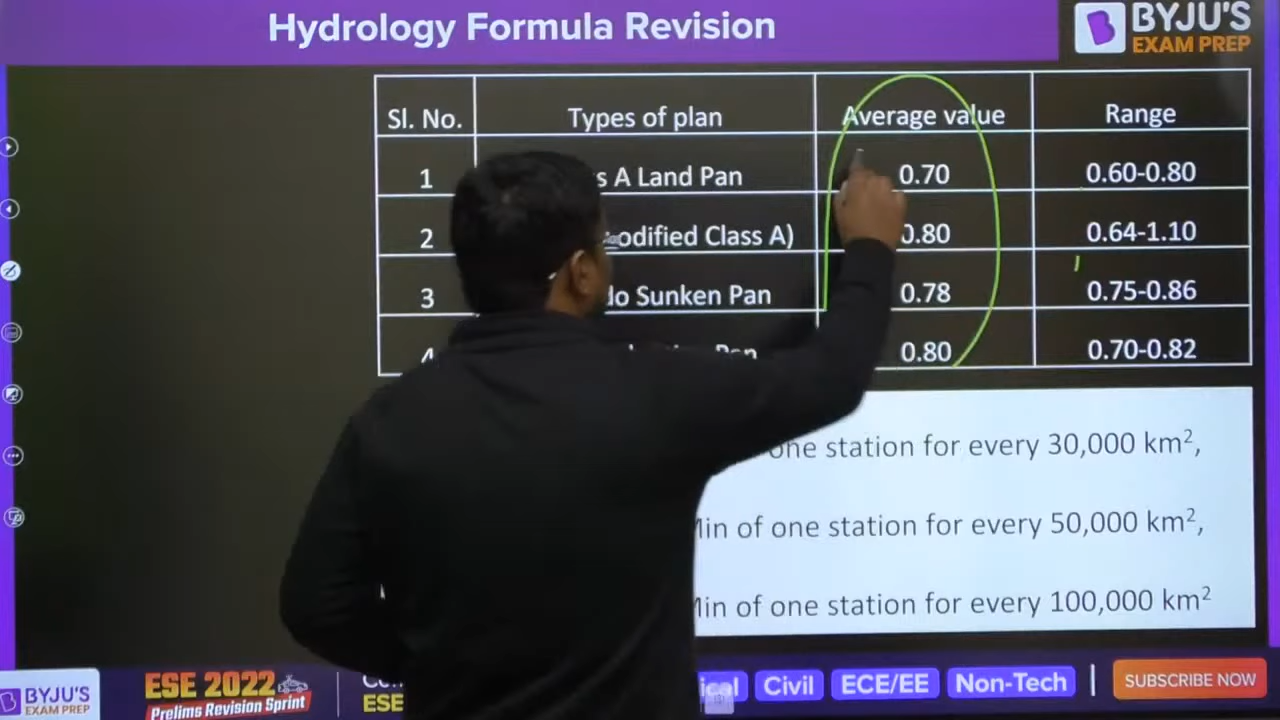 Hydrology Formula Revision
BYJU'S
EXAM PREP
Sl. No. Types of plan Average value Range
1 s A Land Pan 0.70 0.60-0.80
2 odified Class A) 0.80 0.64-1.10
3 do Sunken Pan 0.78 0.75-0.86
4 Pan 0.80 0.70-0.82
one station for every 30,000 km²,
Min of one station for every 50,000 km²,
Min of one station for every 100,000 km²
BYJU'S
EXAM PREP
ESE 2022
Prelims Revision Sprint
ESE
ical Civil ECE/EE Non-Tech
SUBSCRIBE NOW